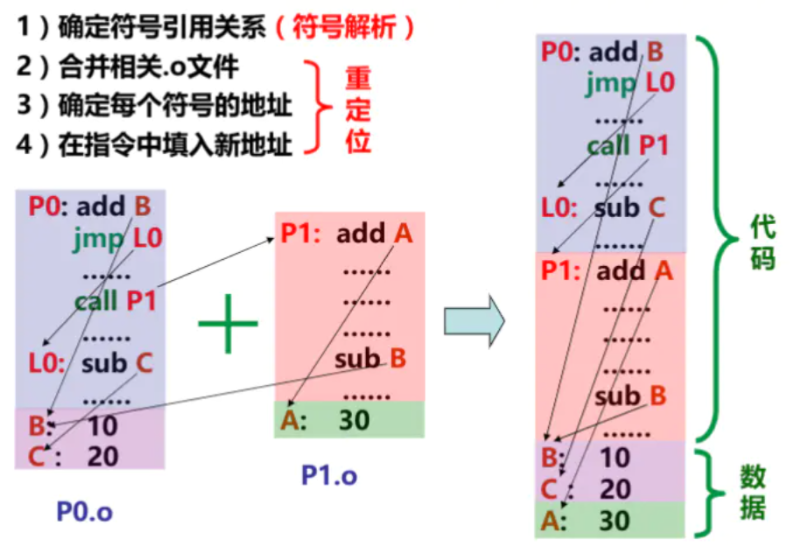 1）确定符号引用关系（符号解析）
2）合并相关.o文件
3）确定每个符号的地址
4）在指令中填入新地址
重定位
P0: add B
jmp L0
......
call P1
......
L0: sub C
......
B: 10
C : 20
P0.o
+
P1: add A
......
......
......
sub B
......
A: 30
P1.o
P0: add B
jmp L0
......
call P1
......
L0: sub C
......
P1: add A
......
......
......
sub B
......
B: 10
C : 20
A: 30
代码
数据